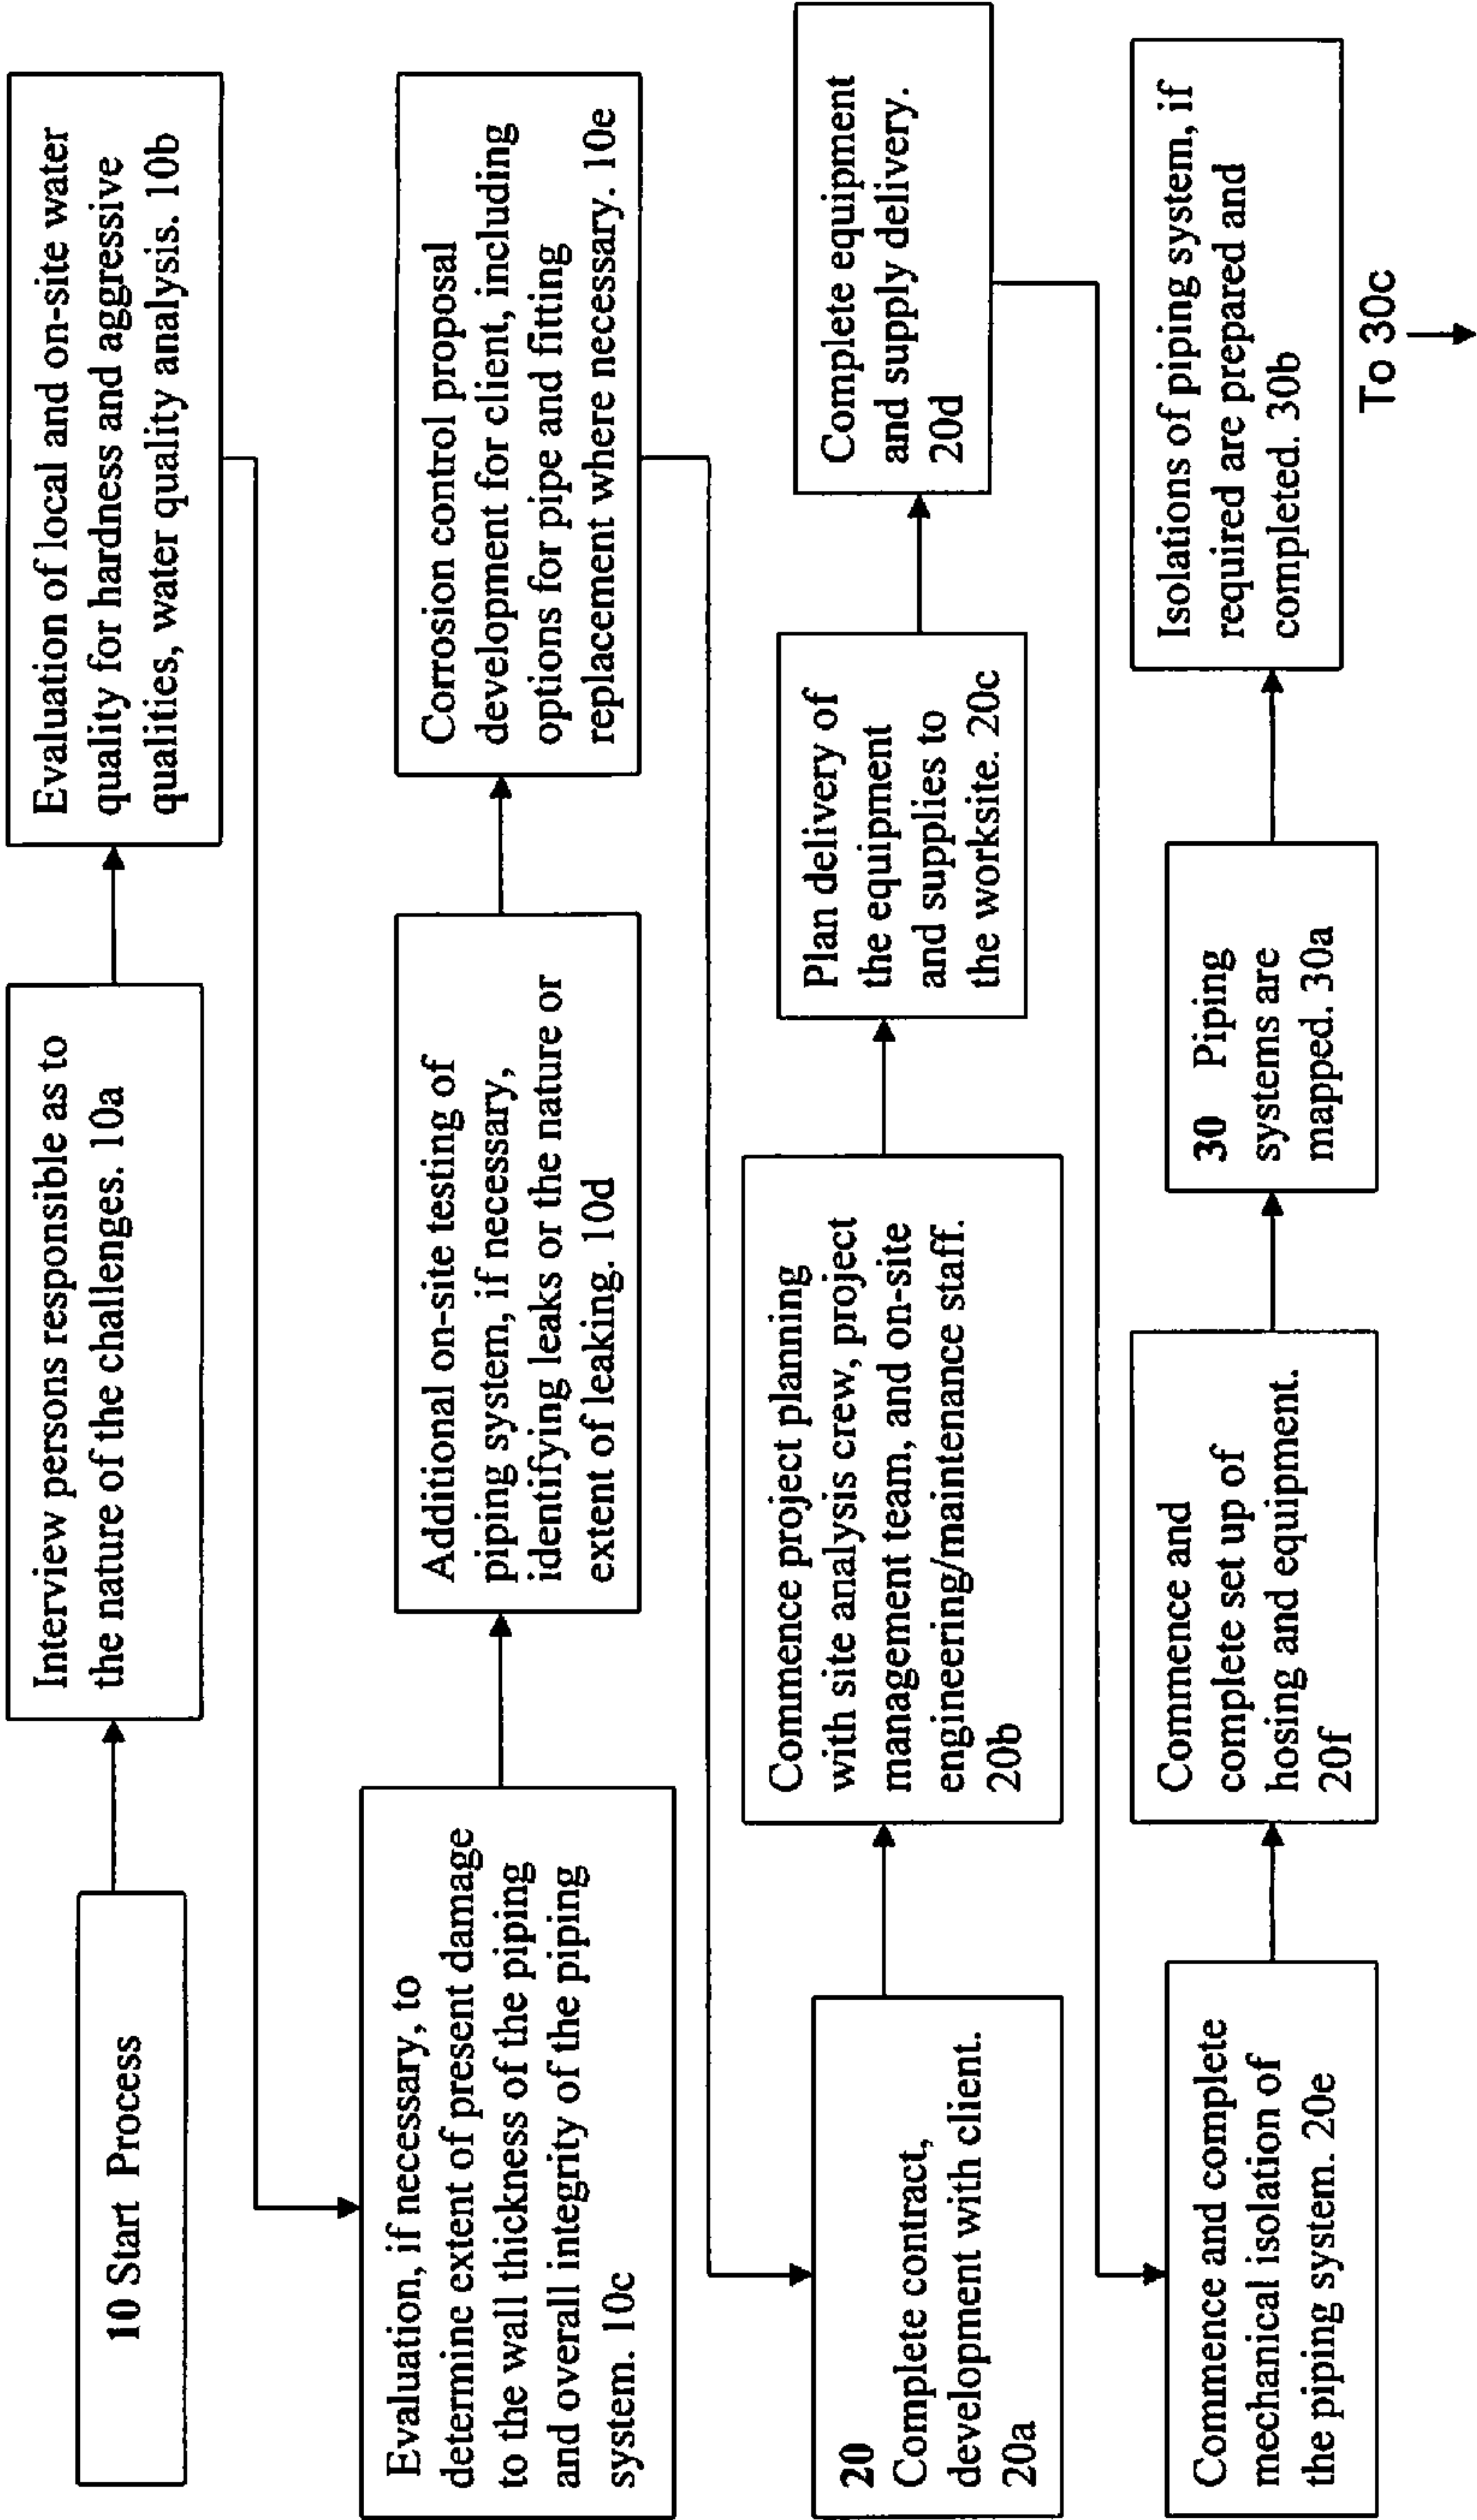 10 Start Process
Interview persons responsible as to
the nature of the challenges. 10a
Evaluation of local and on-site water
quality for hardness and aggressive
qualities, water quality analysis. 10b
Evaluation, if necessary, to
determine extent of present damage
to the wall thickness of the piping
and overall integrity of the piping
system. 10c
Additional on-site testing of
piping system, if necessary,
identifying leaks or the nature or
extent of leaking. 10d
Corrosion control proposal
development for client, including
options for pipe and fitting
replacement where necessary. 10e
20
Complete contract,
development with client.
20a
Commence project planning
with site analysis crew, project
management team, and on-site
engineering/maintenance staff.
20b
Plan delivery of
the equipment
and supplies to
the worksite. 20c
Complete equipment
and supply delivery.
20d
Commence and complete
mechanical isolation of
the piping system. 20e
Commence and
complete set up of
hosing and equipment.
20f
30 Piping
systems are
mapped. 30a
Isolations of piping system, if
required are prepared and
completed. 30b
To 30c